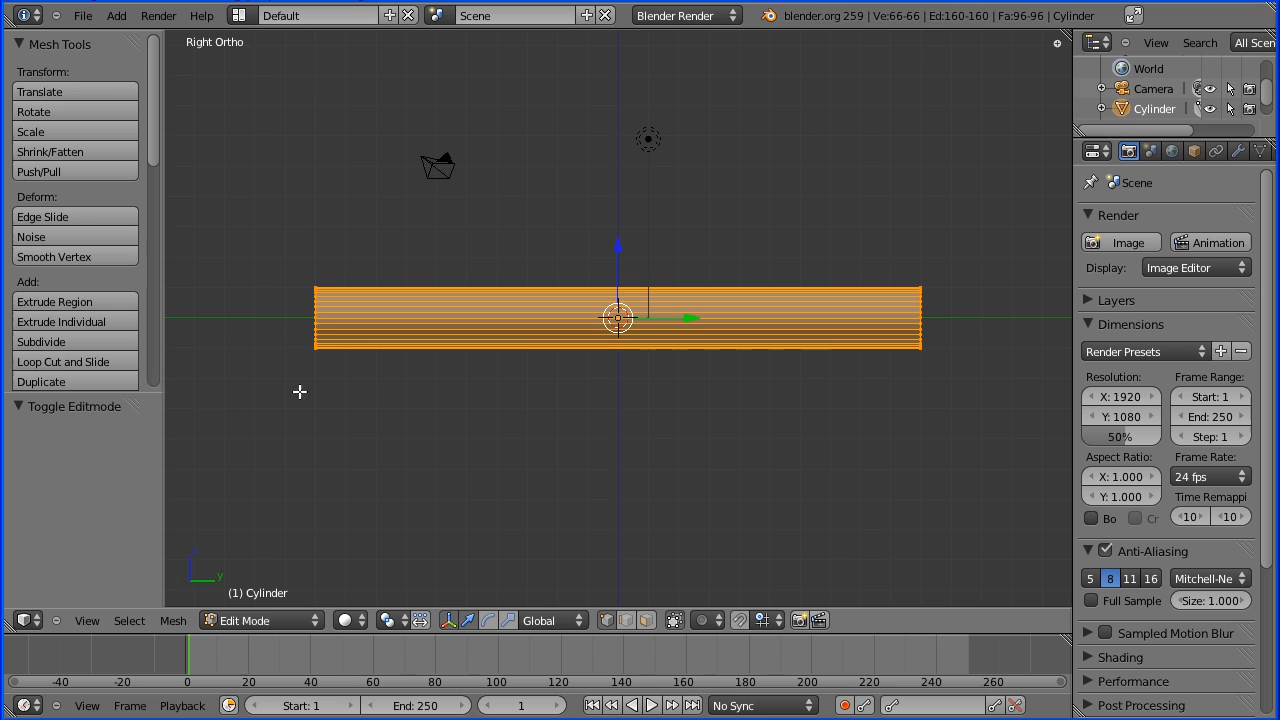 File Add Render Help Default Scene Blender Render blender.org 259 | Ve:66-66 | Ed:160-160 | Fa:96-96 | Cylinder
Mesh Tools
Transform:
Translate
Rotate
Scale
Shrink/Fatten
Push/Pull
Deform:
Edge Slide
Noise
Smooth Vertex
Add:
Extrude Region
Extrude Individual
Subdivide
Loop Cut and Slide
Duplicate
Toggle Editmode
Right Ortho
z
y
(1) Cylinder
View Search All Scen
World
Camera
Cylinder
Scene
Render
Image Animation
Display: Image Editor
Layers
Dimensions
Render Presets
Resolution: Frame Range:
X: 1920 Start: 1
Y: 1080 End: 250
50% Step: 1
Aspect Ratio: Frame Rate:
X: 1.000 24 fps
Y: 1.000 Time Remappi
Bo Cr 10 10
Anti-Aliasing
5 8 11 16 Mitchell-Ne
Full Sample Size: 1.000
Sampled Motion Blur
Shading
Performance
Post Processing
View Select Mesh Edit Mode Global
-40 -20 0 20 40 60 80 100 120 140 160 180 200 220 240 260
View Frame Playback Start: 1 End: 250 1 No Sync